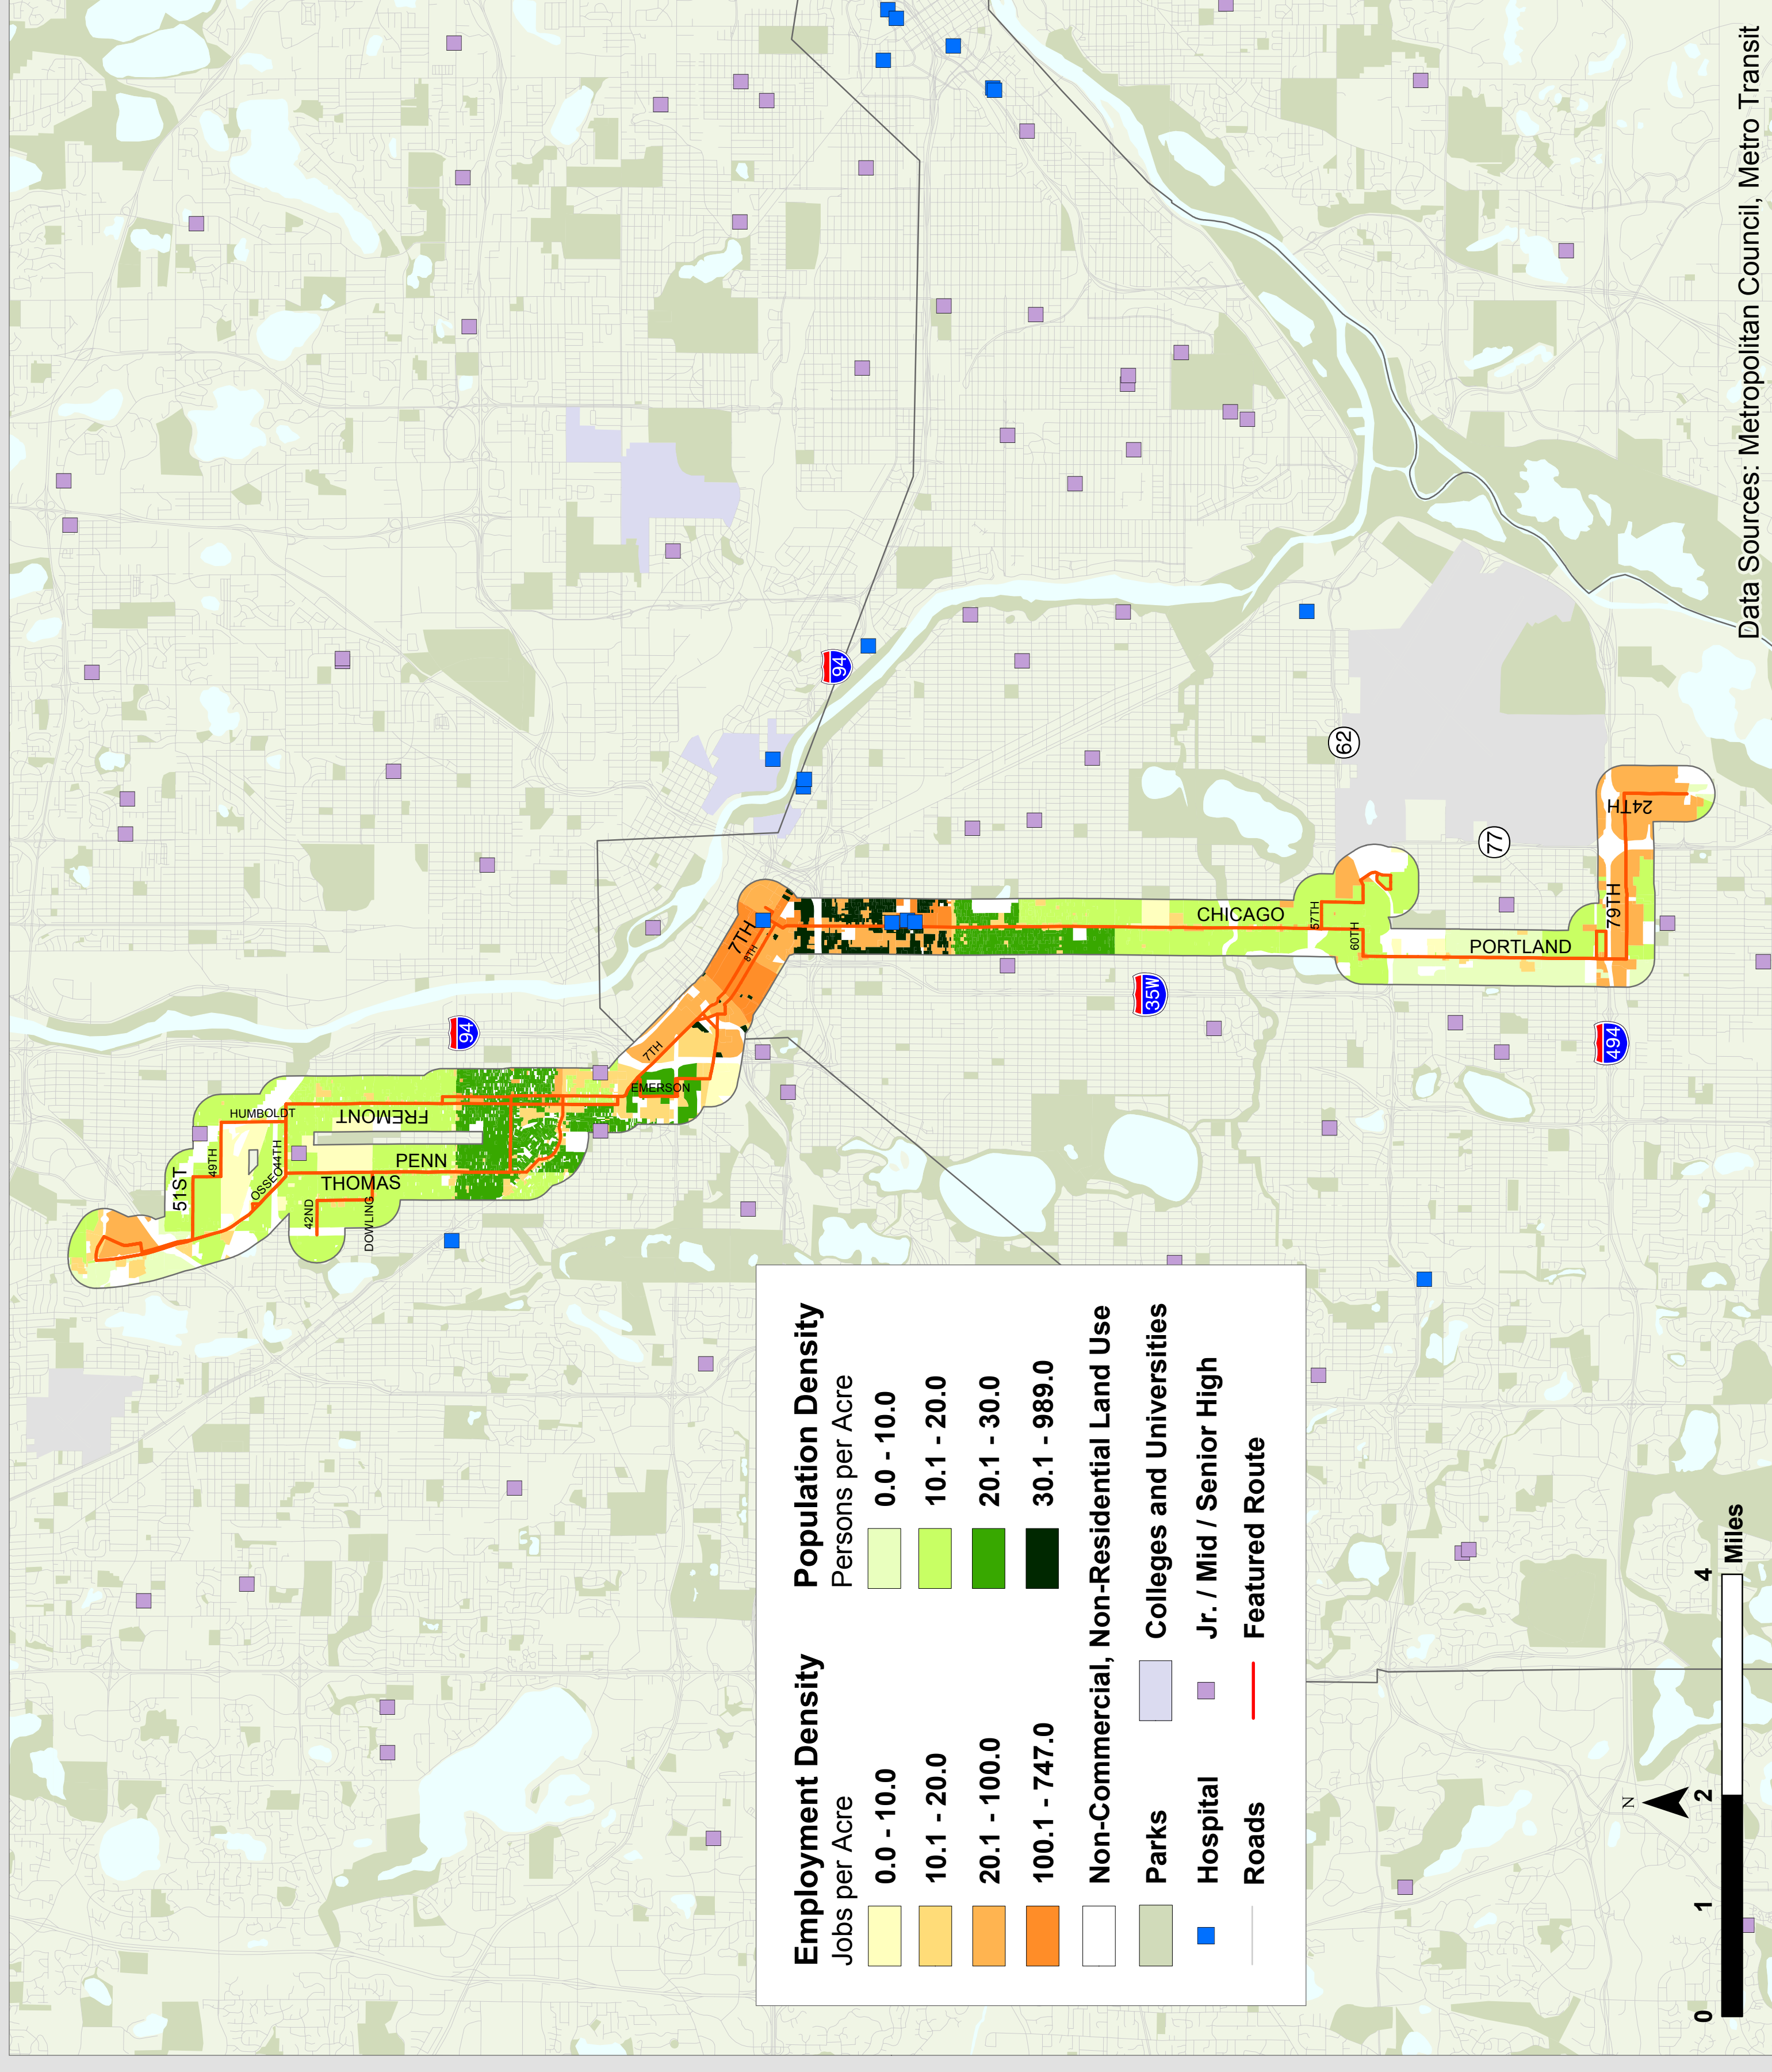 51ST
49TH
HUMBOLDT
OSSEO
44TH
FREMONT
PENN
THOMAS
42ND
DOWLING
94
7TH
EMERSON
7TH
8TH
94
35W
CHICAGO
57TH
60TH
62
77
PORTLAND
79TH
24TH
494
Employment Density
Jobs per Acre
0.0 - 10.0
10.1 - 20.0
20.1 - 100.0
100.1 - 747.0
Population Density
Persons per Acre
0.0 - 10.0
10.1 - 20.0
20.1 - 30.0
30.1 - 989.0
Non-Commercial, Non-Residential Land Use
Parks
Colleges and Universities
Hospital
Jr. / Mid / Senior High
Roads
Featured Route
N
0 1 2 4
Miles
Data Sources: Metropolitan Council, Metro Transit